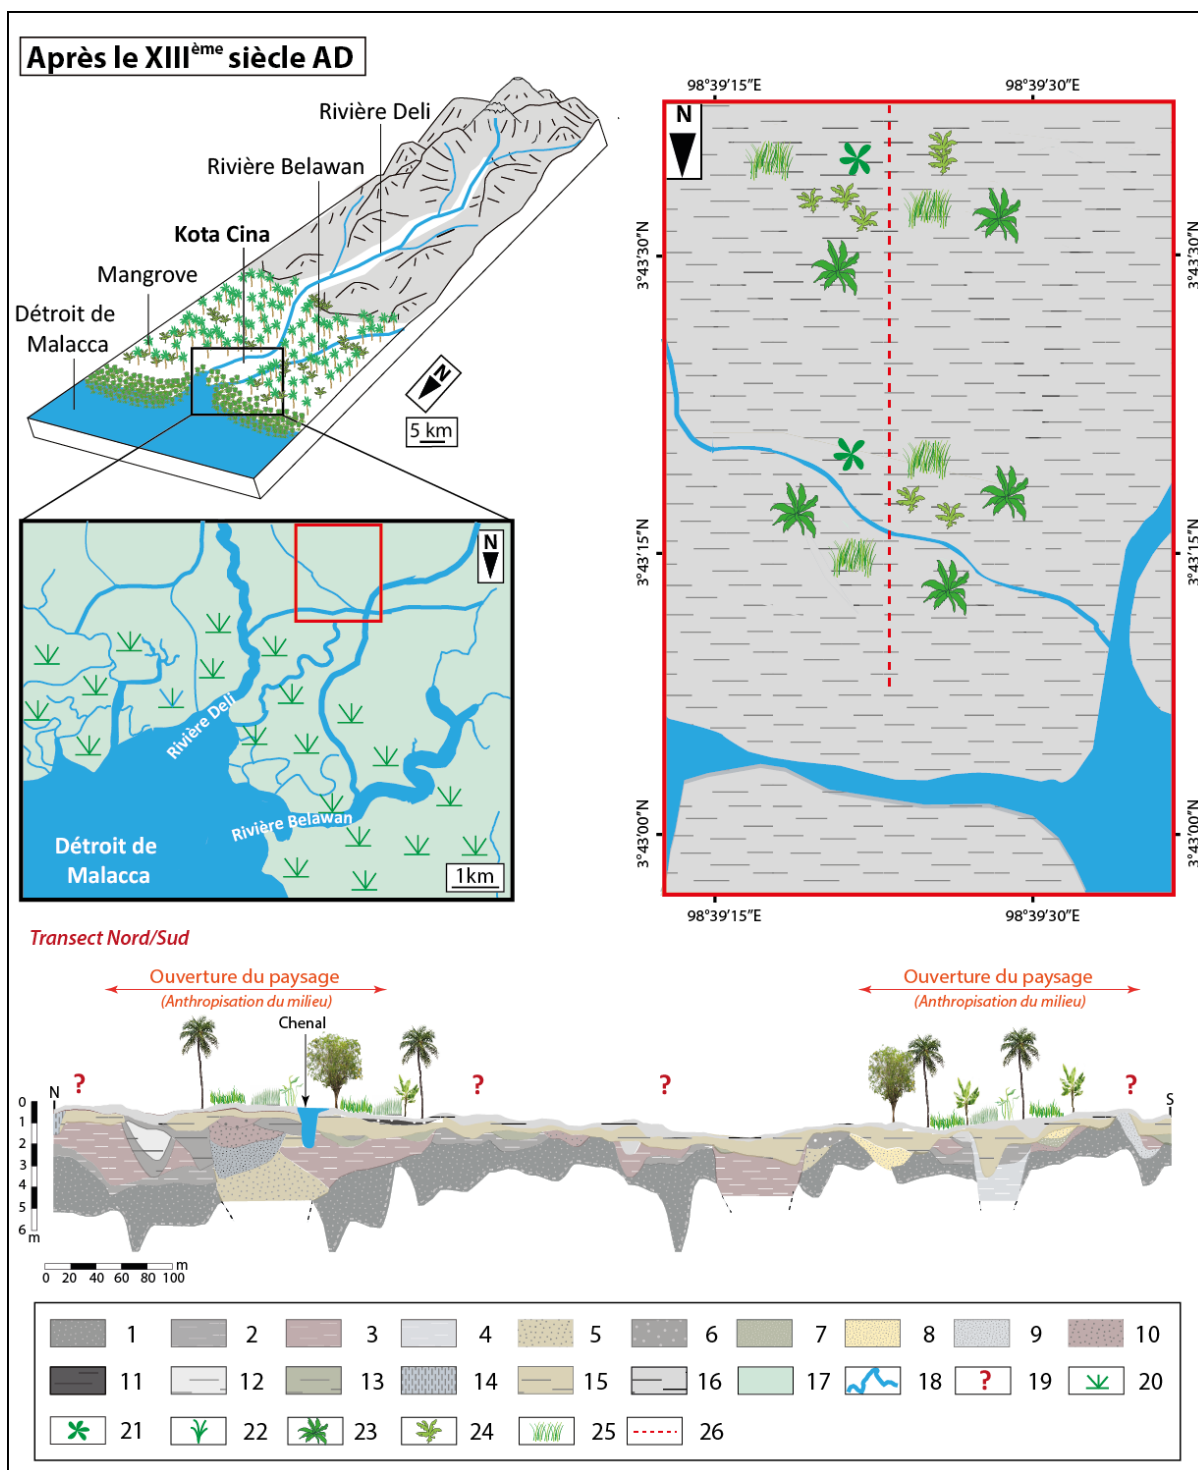 Après le XIIIème siècle AD
Rivière Deli
Rivière Belawan
Kota Cina
Mangrove
Détroit de
Malacca
N
5 km
N
Rivière Deli
Rivière Belawan
Détroit de
Malacca
1km
98°39'15"E
98°39'30"E
N
3°43'30"N
3°43'30"N
3°43'15"N
3°43'15"N
3°43'00"N
3°43'00"N
98°39'15"E
98°39'30"E
Transect Nord/Sud
Ouverture du paysage
(Anthropisation du milieu)
Ouverture du paysage
(Anthropisation du milieu)
Chenal
? ? ? ?
N
S
0
1
2
3
4
5
6
m
m
0 20 40 60 80 100
1 2 3 4 5 6 7 8 9 10
11 12 13 14 15 16 17 18 ? 19 20
21 22 23 24 25 26